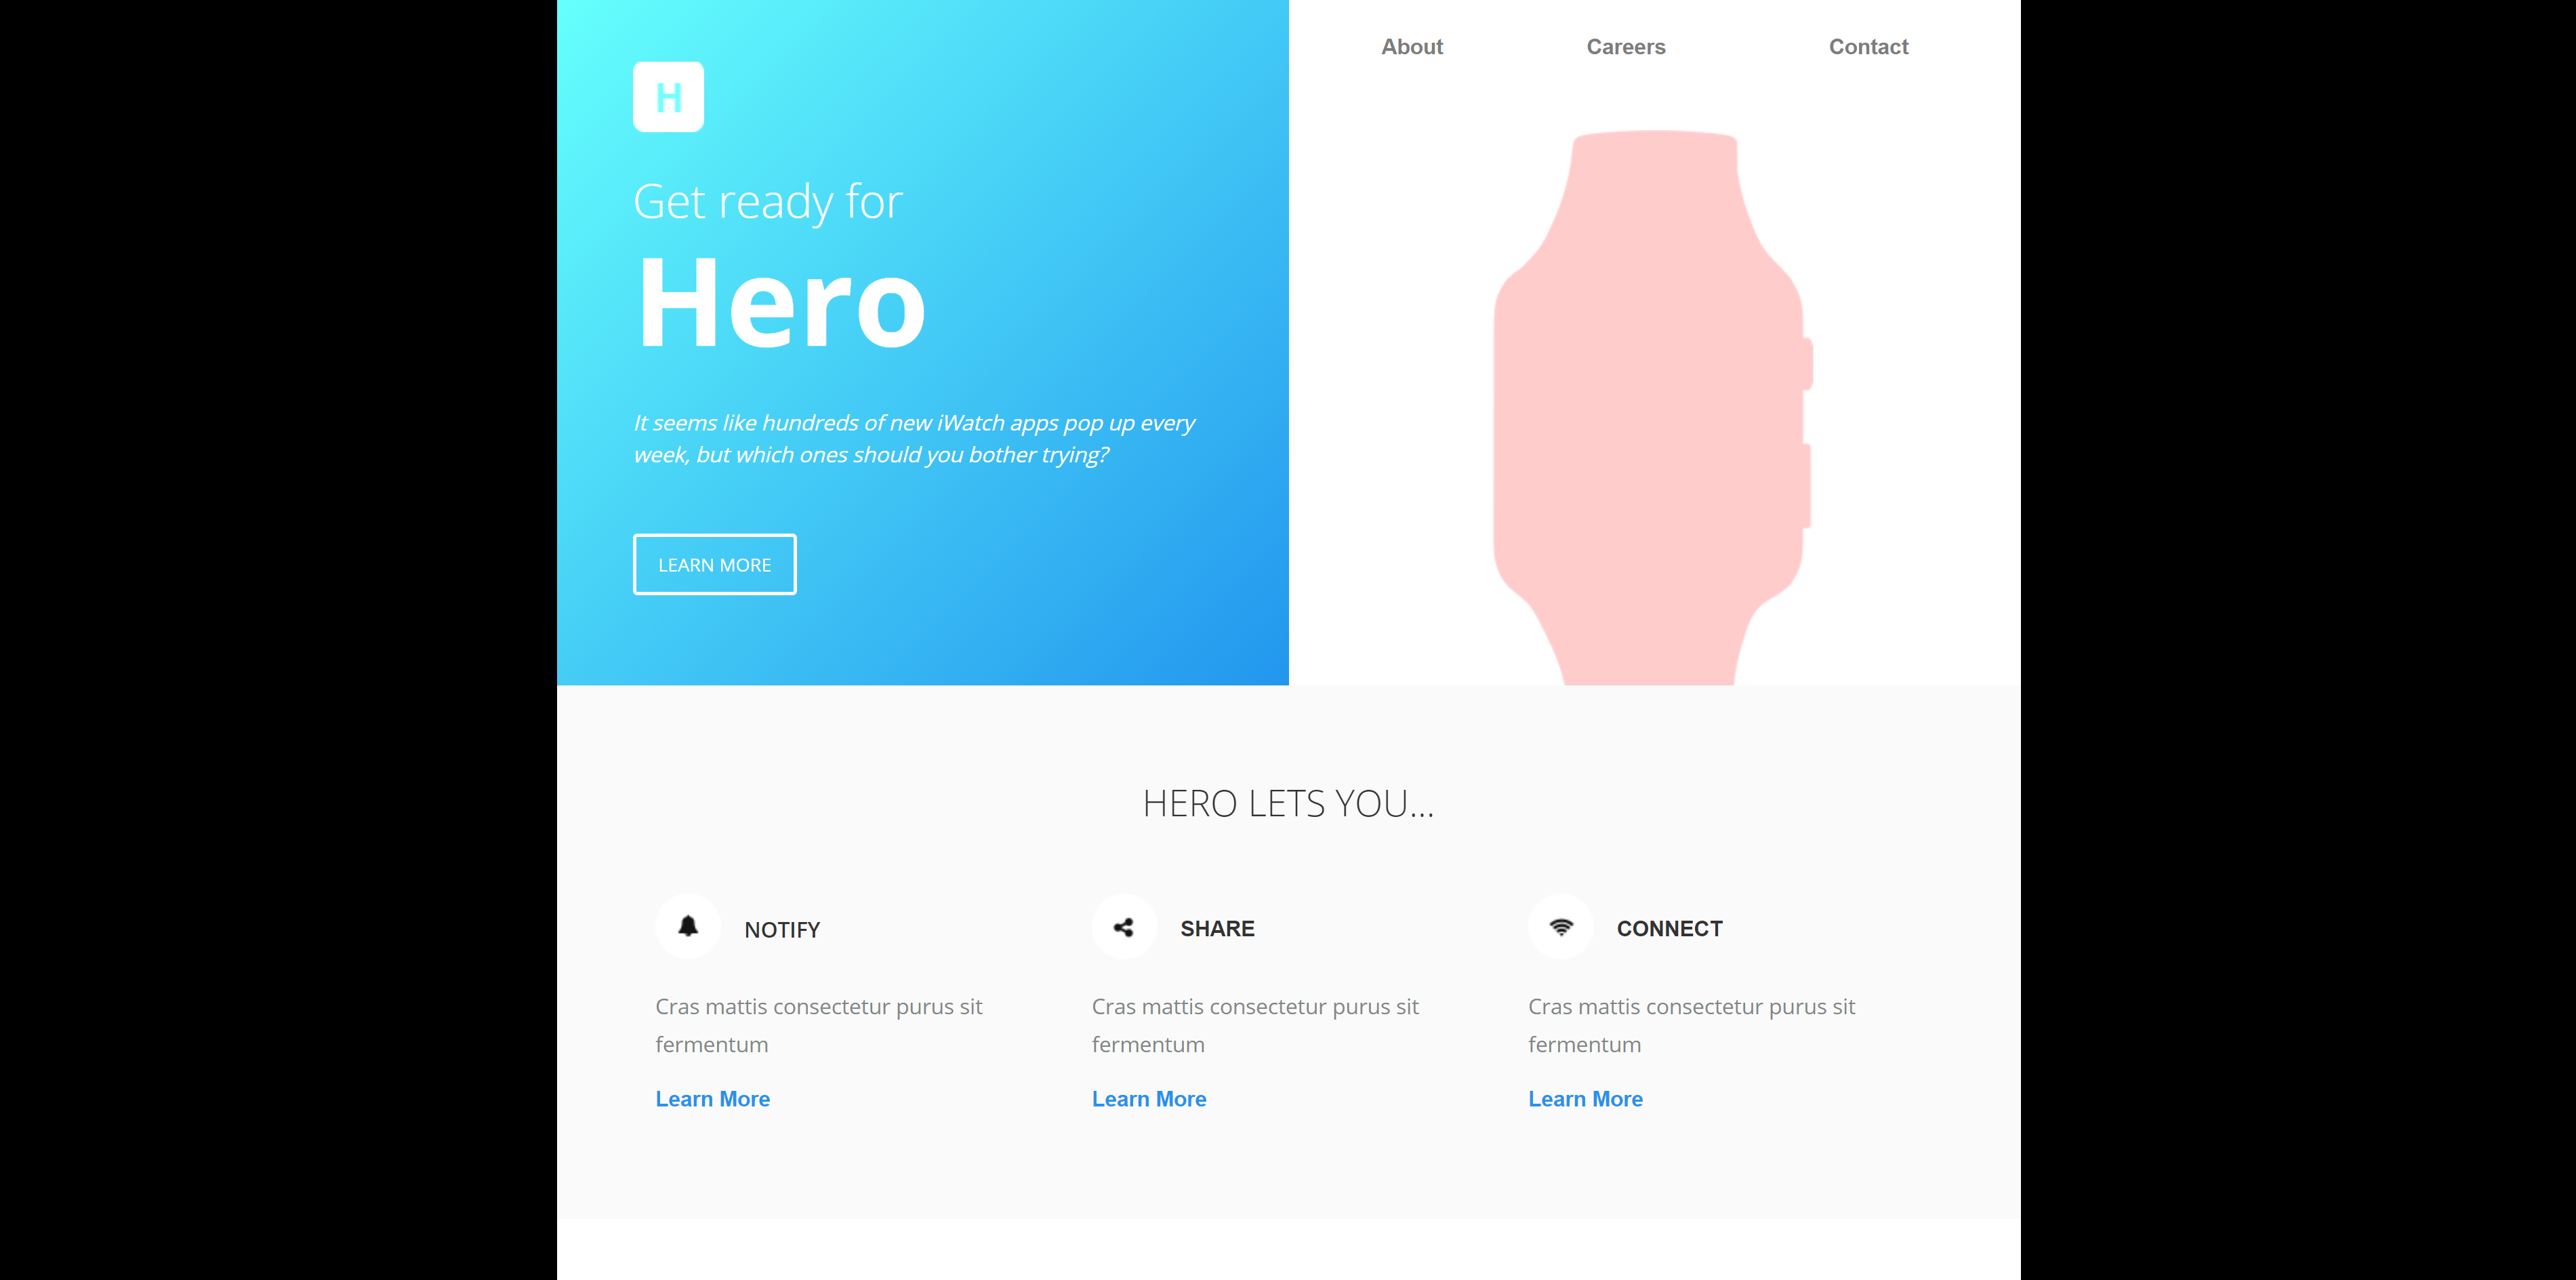 About Careers Contact
H
Get ready for
Hero
It seems like hundreds of new iWatch apps pop up every
week, but which ones should you bother trying?
LEARN MORE
HERO LETS YOU...
NOTIFY
Cras mattis consectetur purus sit
fermentum
Learn More
SHARE
Cras mattis consectetur purus sit
fermentum
Learn More
CONNECT
Cras mattis consectetur purus sit
fermentum
Learn More